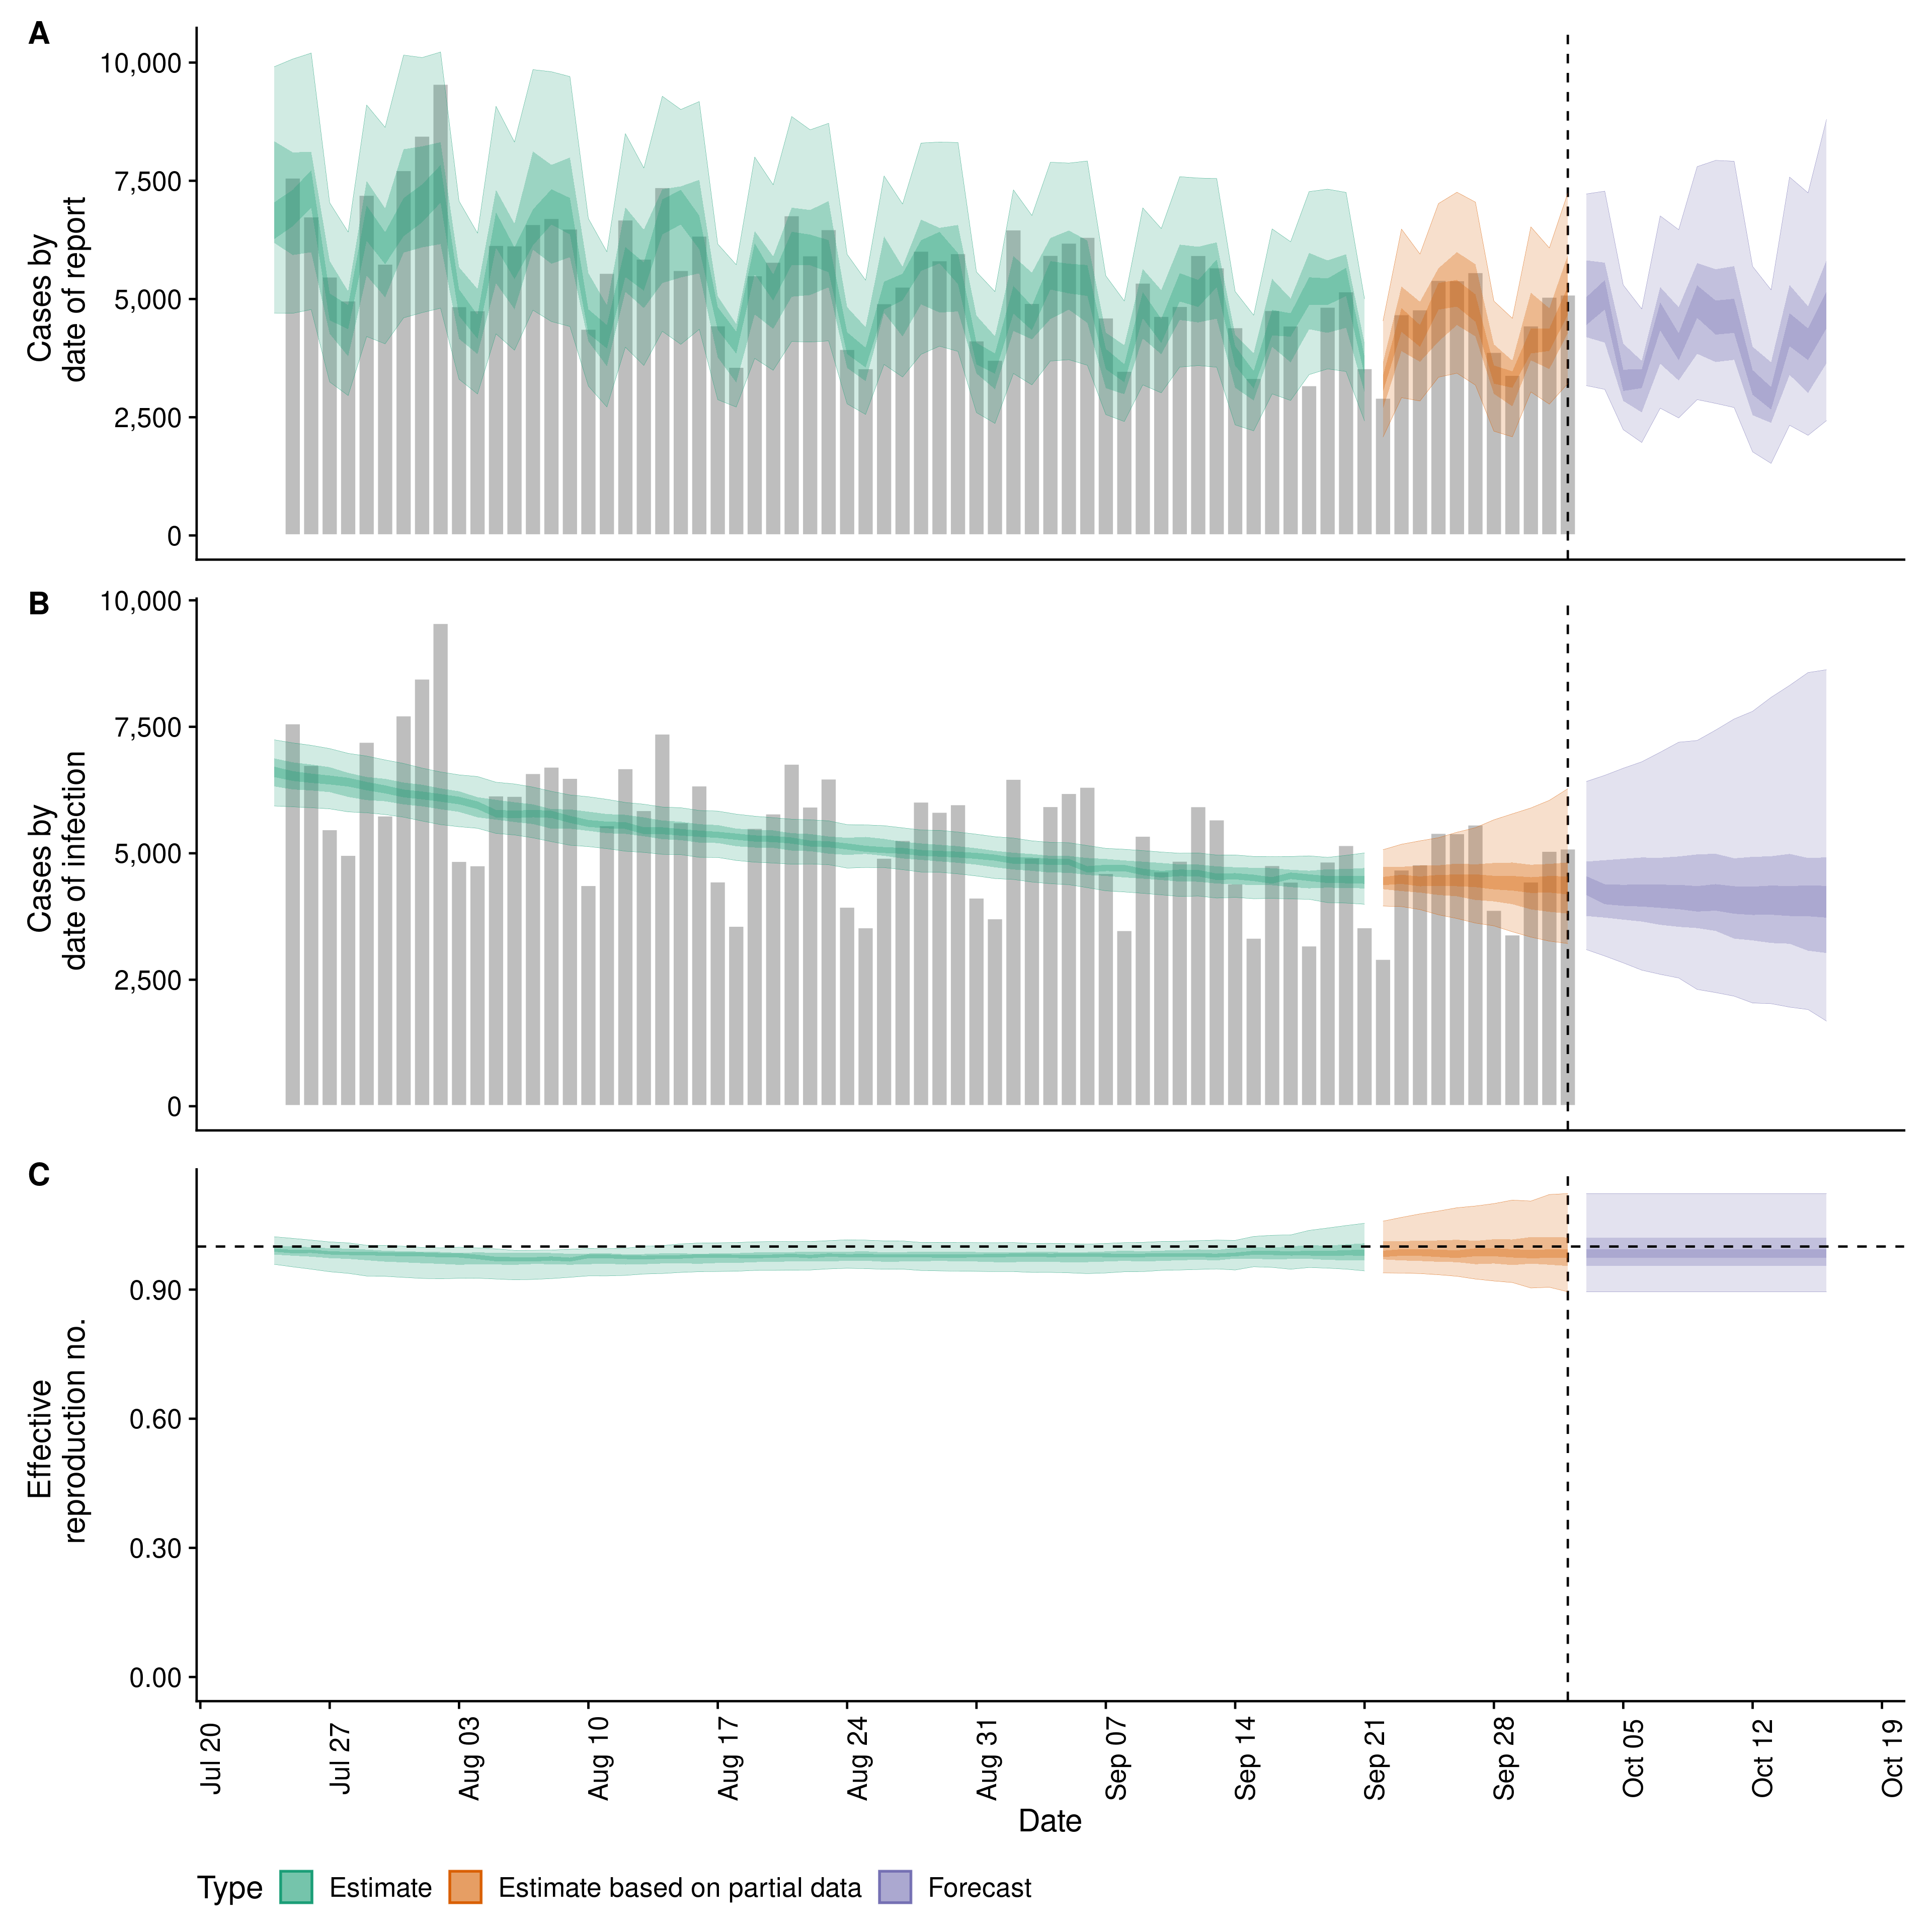 A
Cases by
date of report
10,000
7,500
5,000
2,500
0
B
Cases by
date of infection
10,000
7,500
5,000
2,500
0
C
Effective
reproduction no.
0.90
0.60
0.30
0.00
Jul 20
Jul 27
Aug 03
Aug 10
Aug 17
Aug 24
Aug 31
Sep 07
Sep 14
Sep 21
Sep 28
Oct 05
Oct 12
Oct 19
Date
Type Estimate Estimate based on partial data Forecast